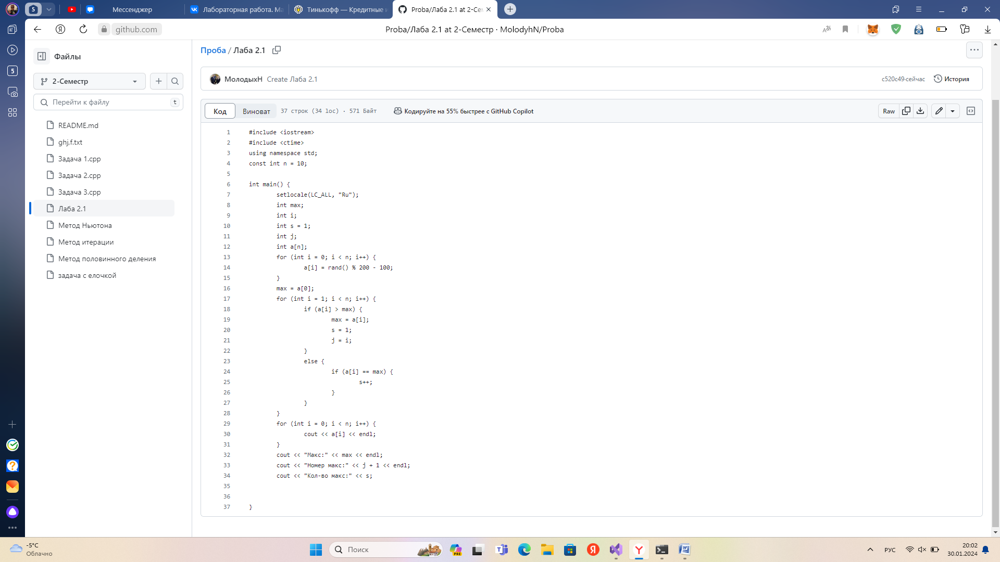 5
Мессенджер
Лабораторная работа. Ма
Тинькофф — Кредитные и
Proba/Лаба 2.1 at 2-Сем
github.com
Proba/Лаба 2.1 at 2-Семестр · MolodyhN/Proba
5
Файлы
2-Семестр
Перейти к файлу
t
README.md
ghj,f.txt
Задача 1.cpp
Задача 2.cpp
Задача 3.cpp
Лаба 2.1
Метод Ньютона
Метод итерации
Метод половинного деления
задача с елочкой
Проба / Лаба 2.1
МолодыхН Create Лаба 2.1
c520c49·сейчас
История
Код Виноват 37 строк (34 loc) · 571 Байт
Кодируйте на 55% быстрее с GitHub Copilot
Raw
1 #include <iostream>
2 #include <ctime>
3 using namespace std;
4 const int n = 10;
5
6 int main() {
7 setlocale(LC_ALL, "Ru");
8 int max;
9 int i;
10 int s = 1;
11 int j;
12 int a[n];
13 for (int i = 0; i < n; i++) {
14 a[i] = rand() % 200 - 100;
15 }
16 max = a[0];
17 for (int i = 1; i < n; i++) {
18 if (a[i] > max) {
19 max = a[i];
20 s = 1;
21 j = i;
22 }
23 else {
24 if (a[i] == max) {
25 s++;
26 }
27 }
28 }
29 for (int i = 0; i < n; i++) {
30 cout << a[i] << endl;
31 }
32 cout << "Макс:" << max << endl;
33 cout << "Номер макс:" << j + 1 << endl;
34 cout << "Кол-во макс:" << s;
35
36
37 }
-5°C
Облачно
Поиск
PRE
РУС
20:02
30.01.2024